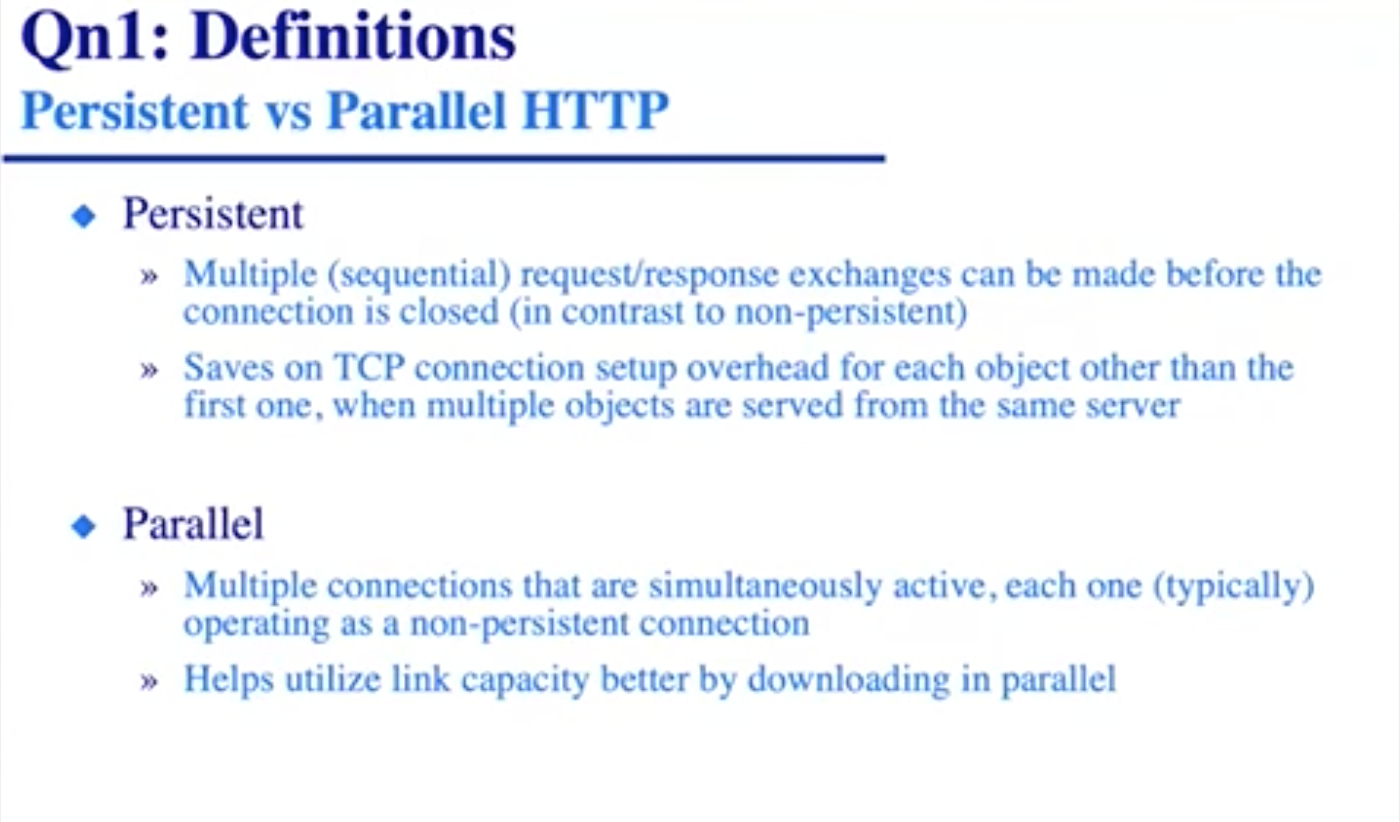 Qn1: Definitions
Persistent vs Parallel HTTP
◆ Persistent
» Multiple (sequential) request/response exchanges can be made before the
connection is closed (in contrast to non-persistent)
» Saves on TCP connection setup overhead for each object other than the
first one, when multiple objects are served from the same server
◆ Parallel
» Multiple connections that are simultaneously active, each one (typically)
operating as a non-persistent connection
» Helps utilize link capacity better by downloading in parallel